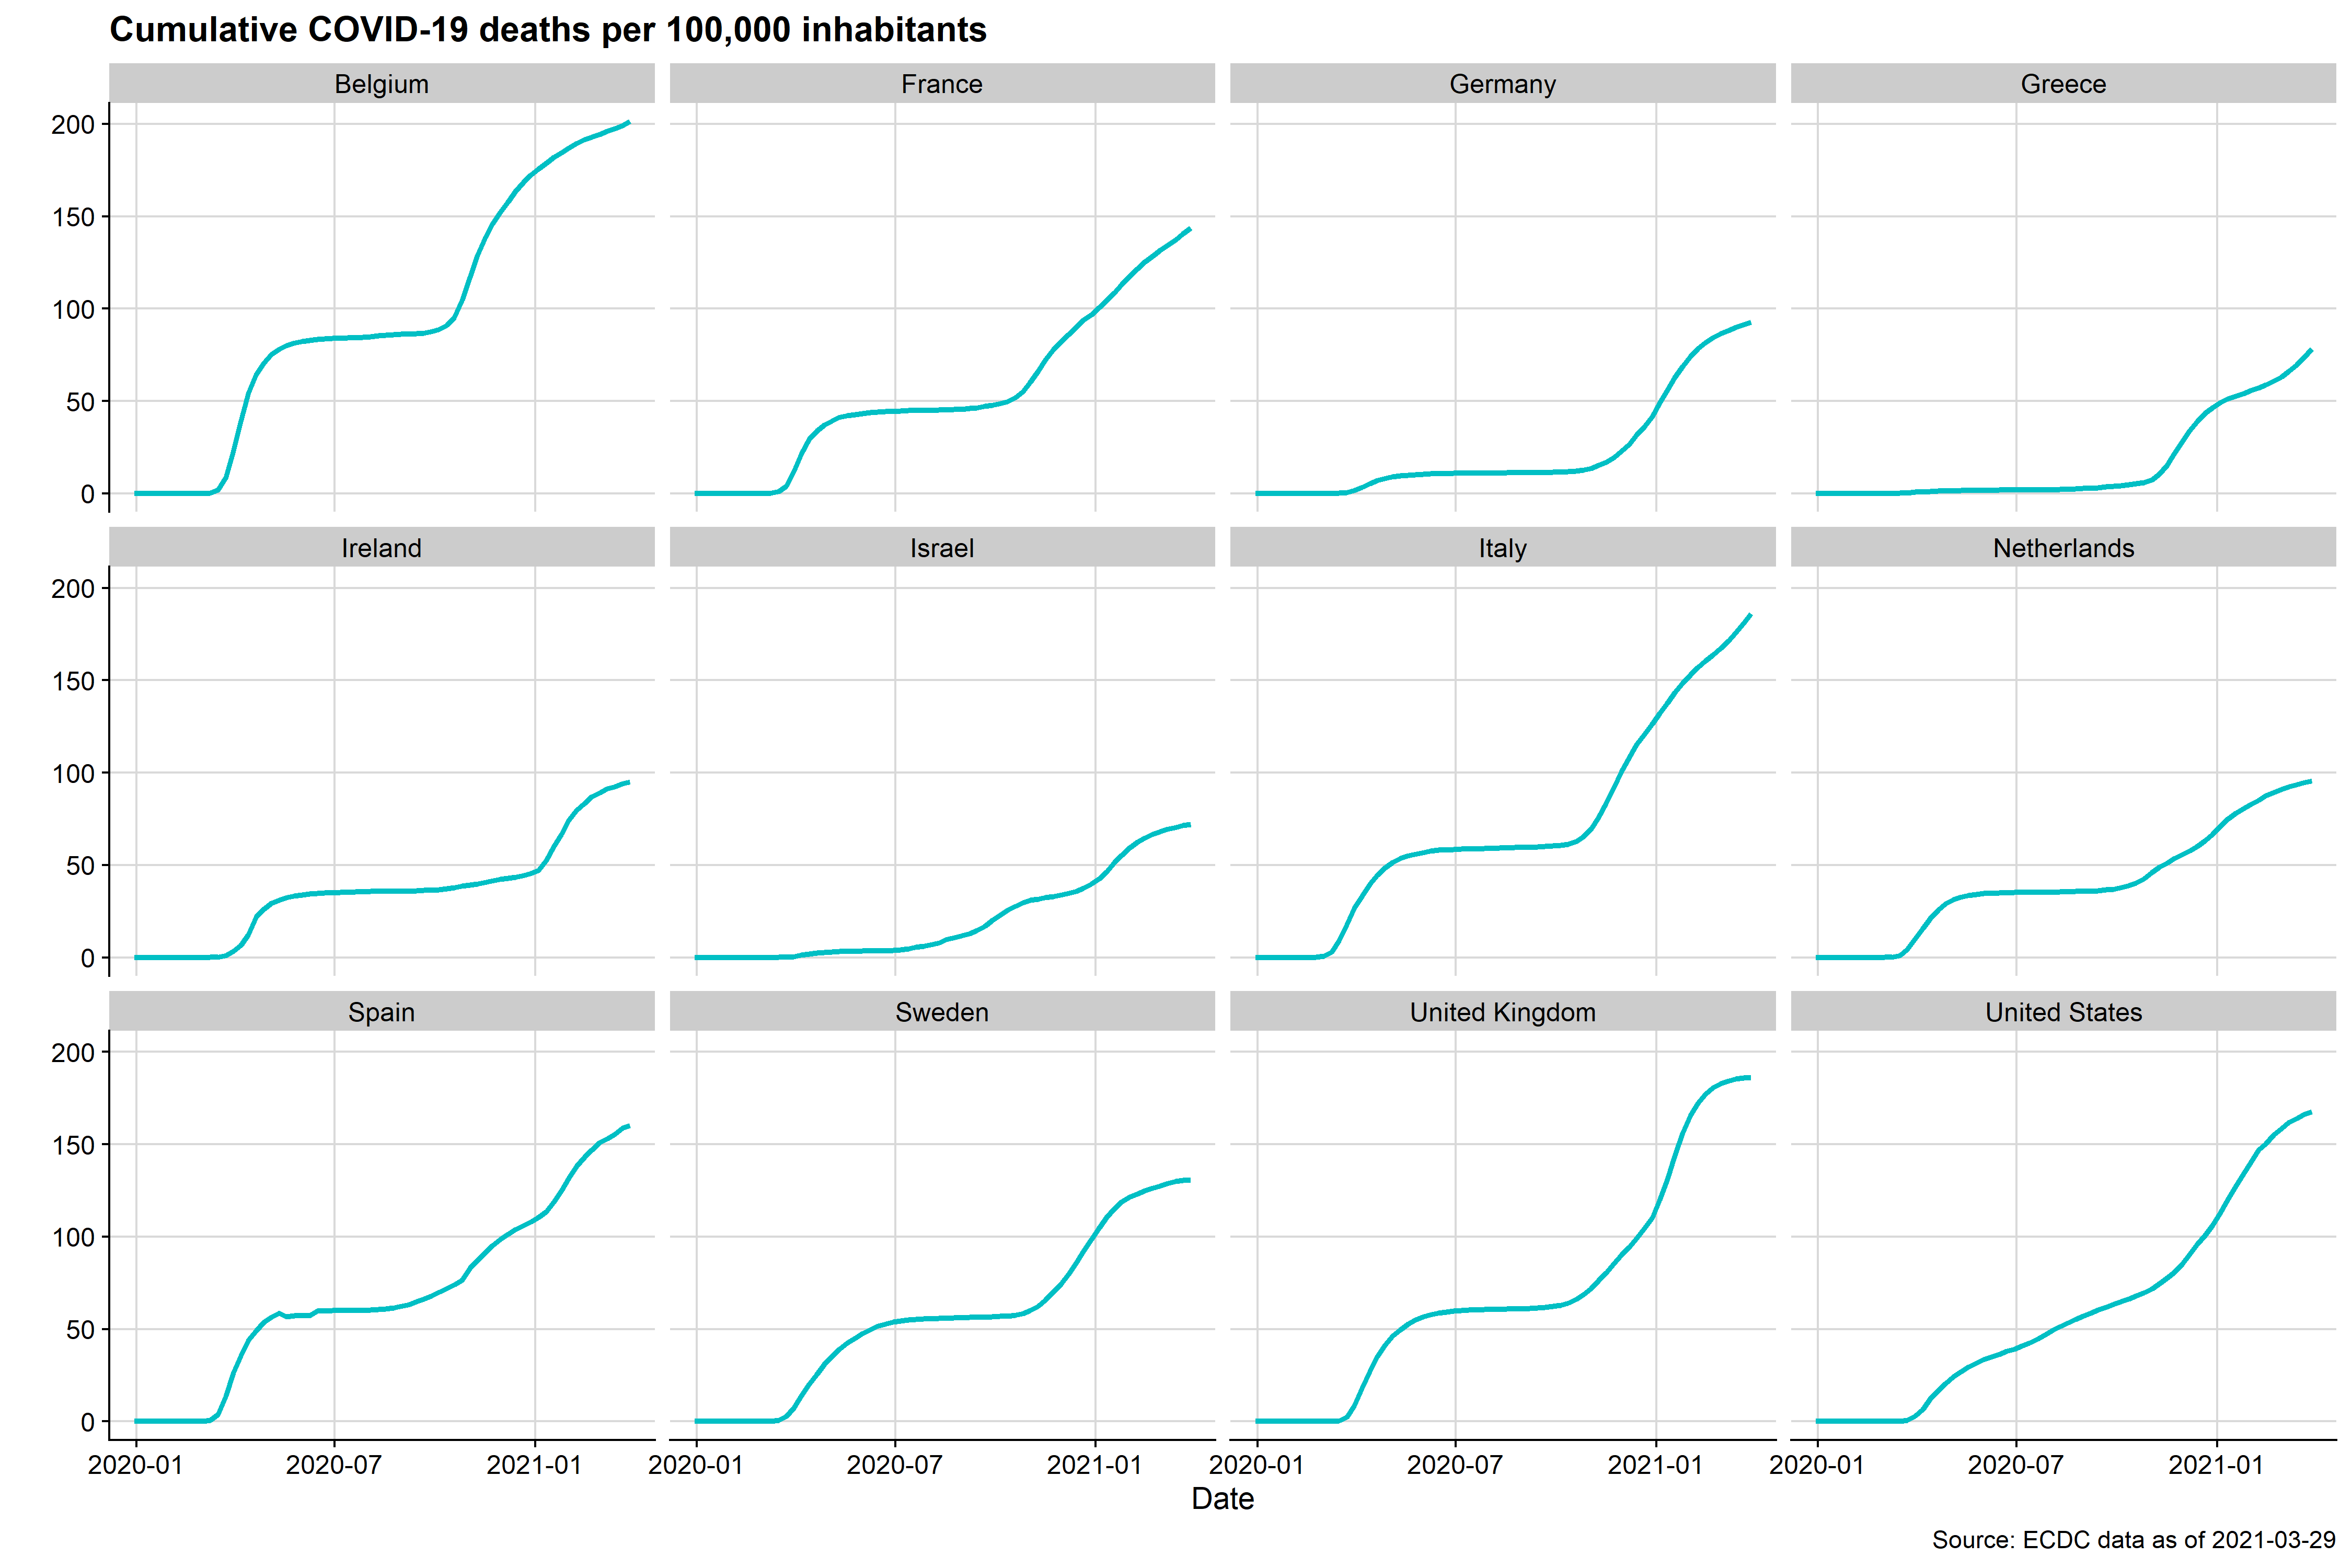 Cumulative COVID-19 deaths per 100,000 inhabitants
Belgium France Germany Greece
200
150
100
50
0
Ireland Israel Italy Netherlands
200
150
100
50
0
Spain Sweden United Kingdom United States
200
150
100
50
0
2020-01 2020-07 2021-01 2020-01 2020-07 2021-01 2020-01 2020-07 2021-01 2020-01 2020-07 2021-01
Date
Source: ECDC data as of 2021-03-29